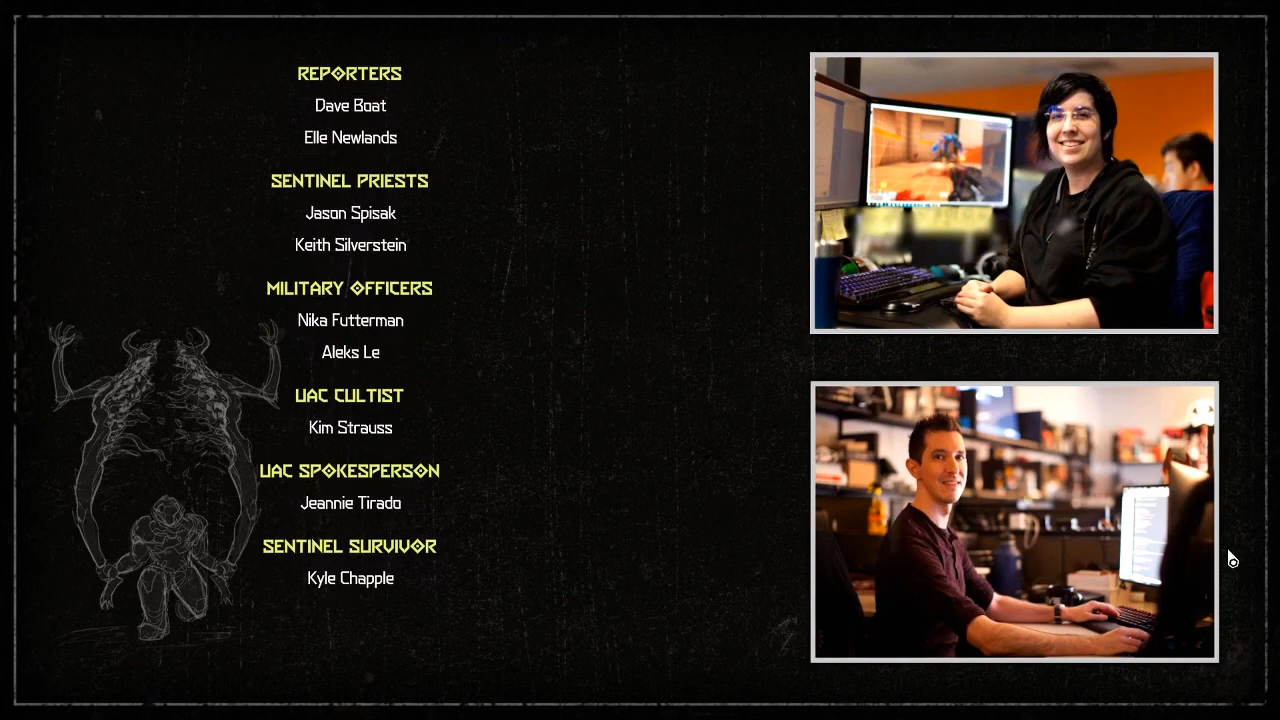 REPORTERS
Dave Boat
Elle Newlands
SENTINEL PRIESTS
Jason Spisak
Keith Silverstein
MILITARY OFFICERS
Nika Futterman
Aleks Le
UAC CULTIST
Kim Strauss
UAC SPOKESPERSON
Jeannie Tirado
SENTINEL SURVIVOR
Kyle Chapple